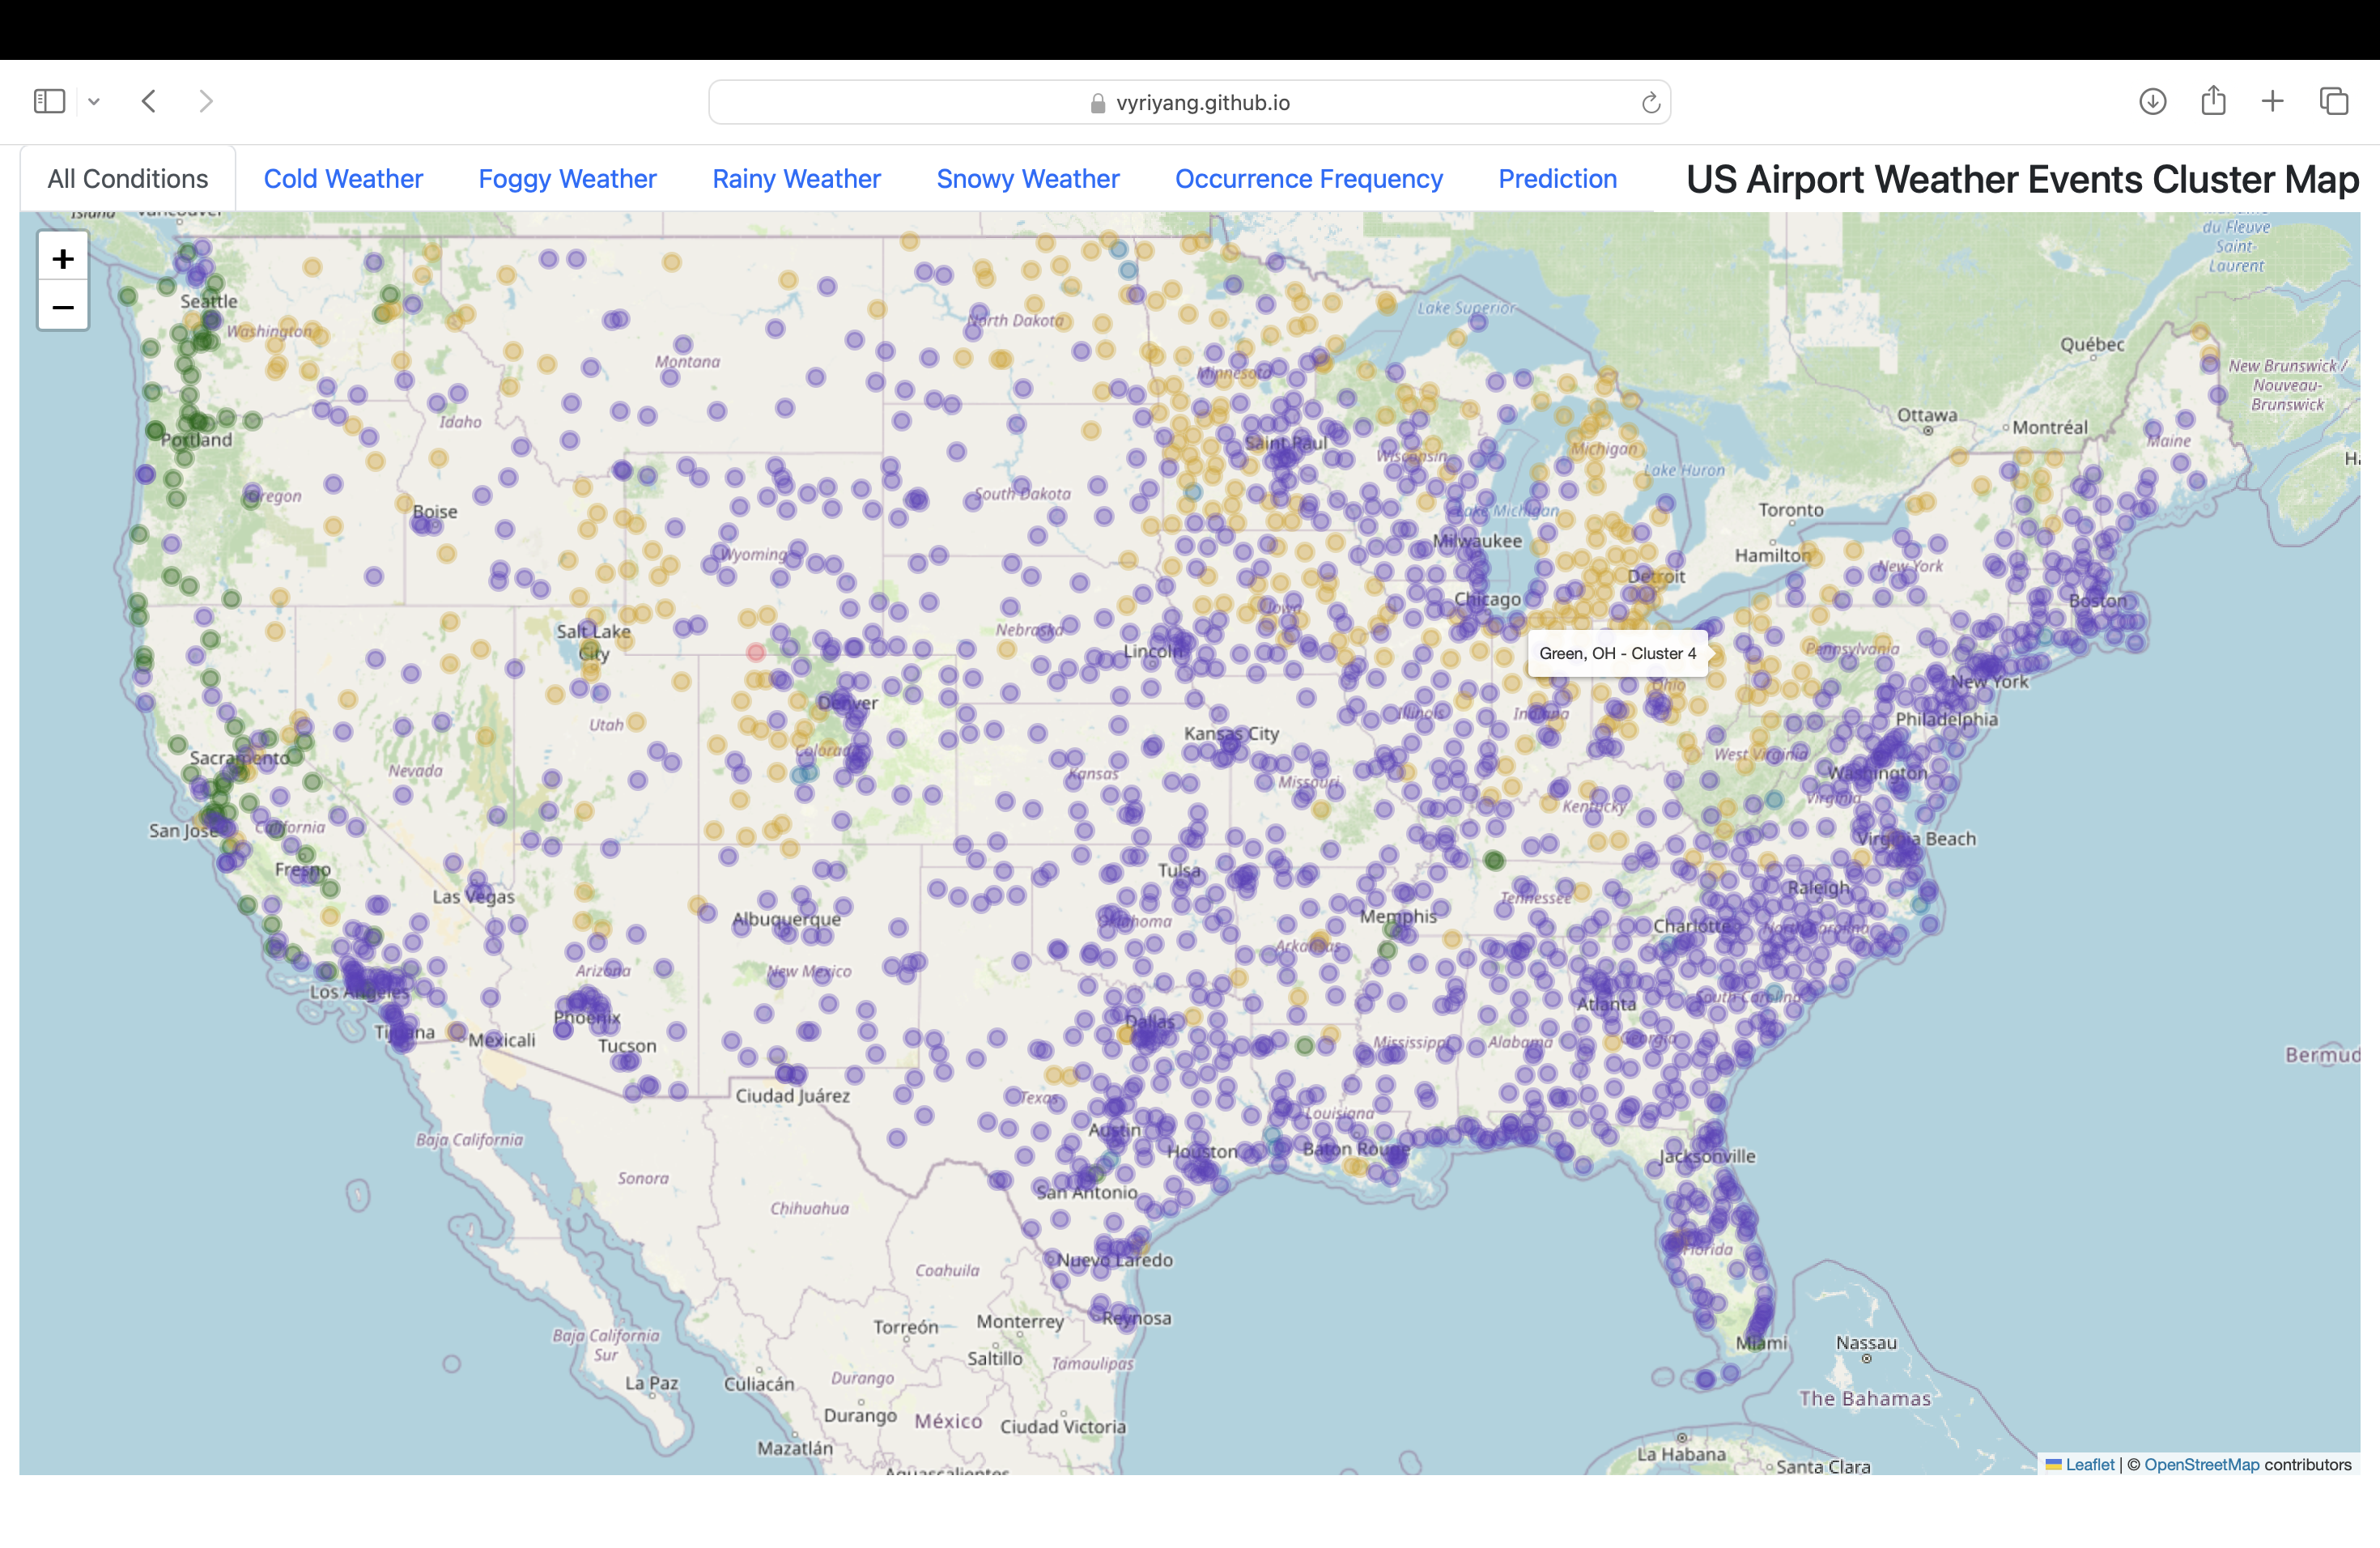 vyriyang.github.io
All Conditions
Cold Weather
Foggy Weather
Rainy Weather
Snowy Weather
Occurrence Frequency
Prediction
US Airport Weather Events Cluster Map
Island
Vancouver
+
−
Seattle
Washington
Montana
North Dakota
Minnesota
Lake Superior
Québec
du Fleuve
Saint-
Laurent
New Brunswick /
Nouveau-
Brunswick
Portland
Idaho
Saint Paul
Wisconsin
Michigan
Lake Huron
Ottawa
Montréal
Maine
Oregon
Boise
South Dakota
Lake Michigan
Toronto
Wyoming
Milwaukee
Hamilton
Detroit
New York
Chicago
Iowa
Boston
Salt Lake
City
Nebraska
Lincoln
Green, OH - Cluster 4
Pennsylvania
New York
Ohio
Utah
Denver
Illinois
Indiana
Philadelphia
Sacramento
Nevada
Colorado
Kansas City
Kansas
Missouri
West Virginia
Washington
Virginia
San José
California
Kentucky
Virginia Beach
Fresno
Las Vegas
Tulsa
Tennessee
Raleigh
Albuquerque
Oklahoma
Memphis
Charlotte
North Carolina
Arkansas
Arizona
New Mexico
Los Angeles
Atlanta
South Carolina
Phoenix
Dallas
Tijuana
Mexicali
Tucson
Mississippi
Alabama
Georgia
Bermud
Ciudad Juárez
Texas
Louisiana
Baja California
Austin
Houston
Baton Rouge
Jacksonville
Sonora
San Antonio
Chihuahua
Florida
Nuevo Laredo
Coahuila
Reynosa
Torreón
Monterrey
Baja California
Sur
Saltillo
Tamaulipas
Miami
Nassau
La Paz
Culiacán
Durango
The Bahamas
Durango
México
Ciudad Victoria
Mazatlán
La Habana
Santa Clara
Aguascalientes
Leaflet | © OpenStreetMap contributors